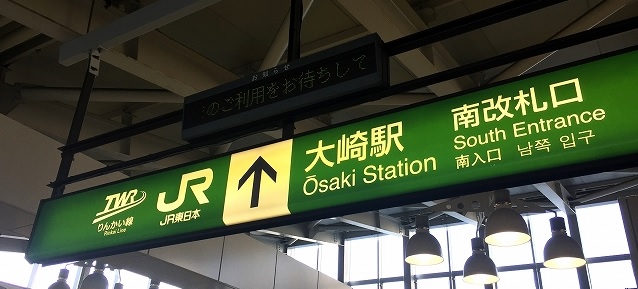 お知らせ
のご利用をお待ちして
TWR
りんかい線
Rinkai Line
JR
JR東日本
大崎駅
Ōsaki Station
南改札口
South Entrance
南入口 남쪽 입구